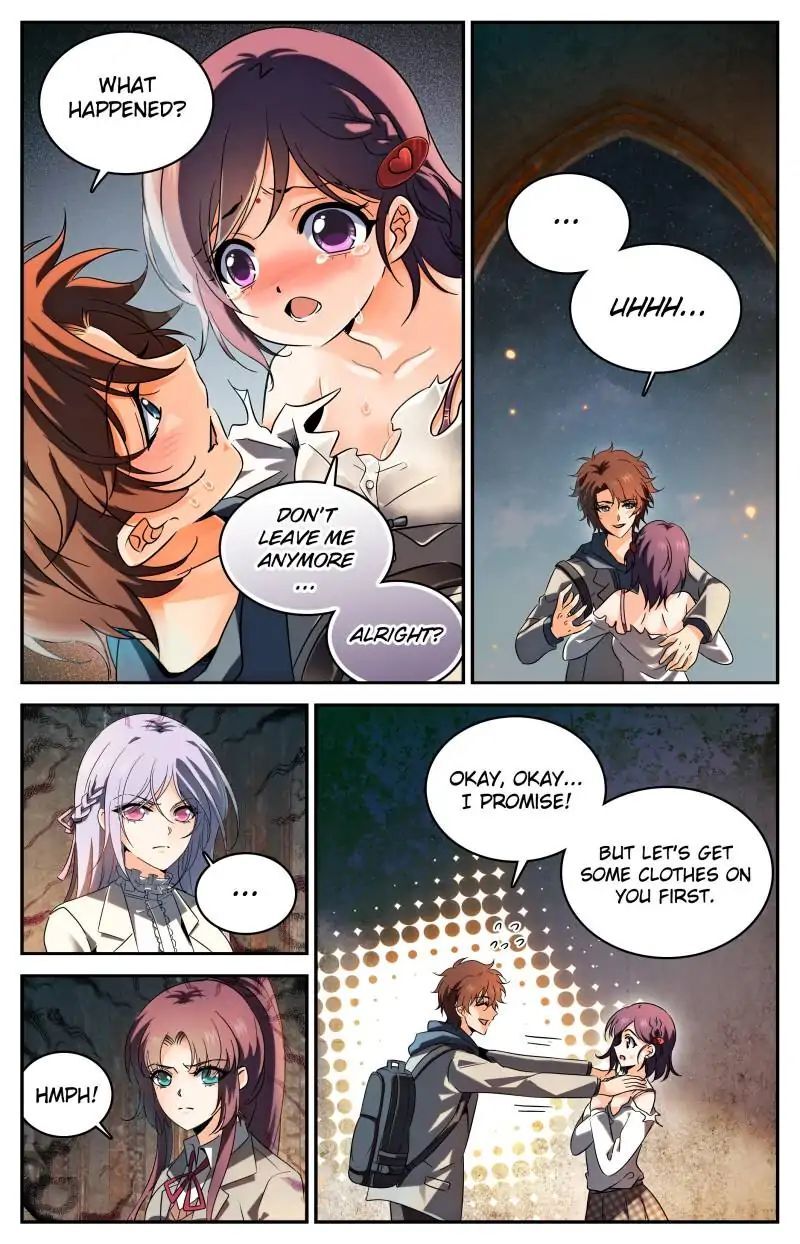 WHAT
HAPPENED?
DON'T
LEAVE ME
ANYMORE
...
ALRIGHT?
...
UHHH...
...
HMPH!
OKAY, OKAY...
I PROMISE!
BUT LET'S GET
SOME CLOTHES ON
YOU FIRST.